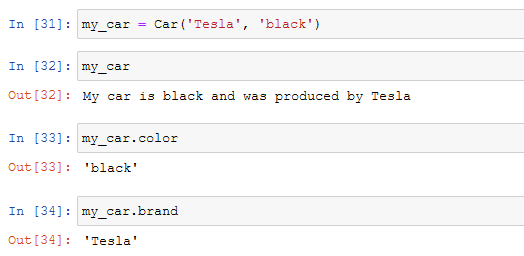 In [31]: my_car = Car('Tesla', 'black')
In [32]: my_car
Out[32]: My car is black and was produced by Tesla
In [33]: my_car.color
Out[33]: 'black'
In [34]: my_car.brand
Out[34]: 'Tesla'